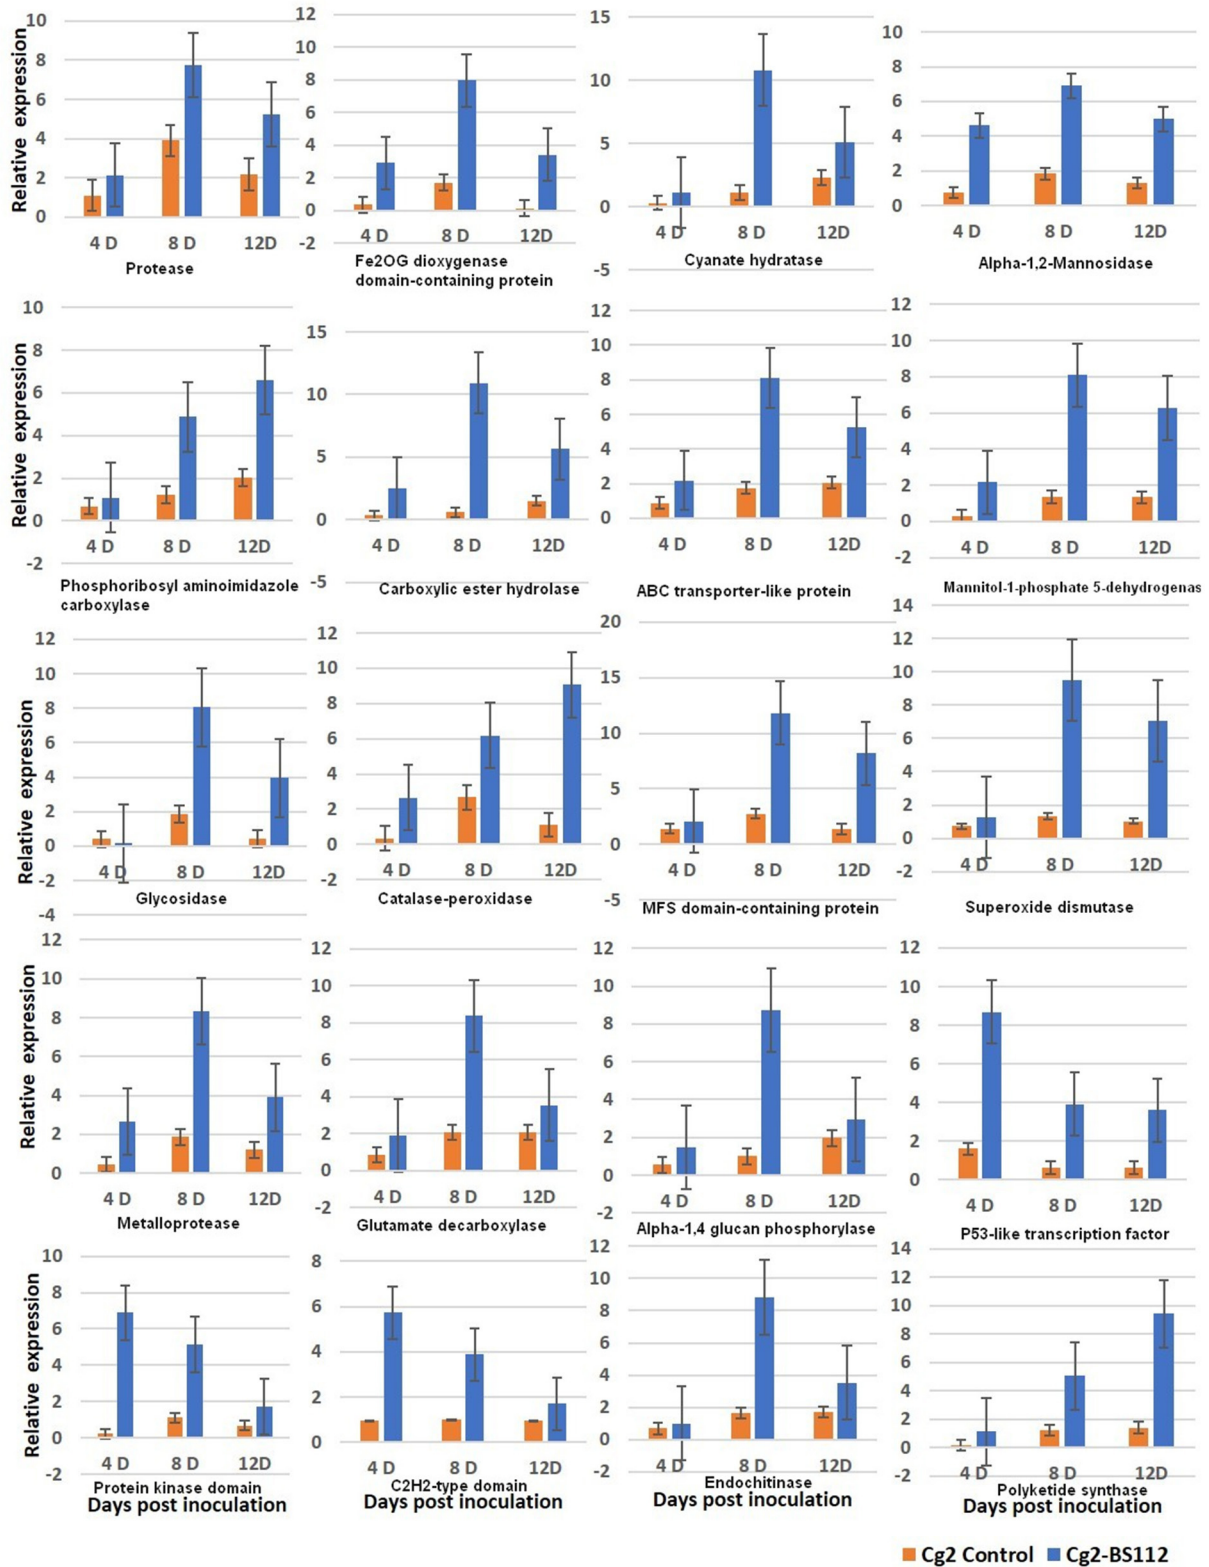 Relative expression
10
8
6
4
2
0
4 D 8 D 12D
Protease
12
10
8
6
4
2
0
-2
4 D 8 D 12D
Fe2OG dioxygenase
domain-containing protein
15
10
5
0
-5
4 D 8 D 12D
Cyanate hydratase
10
8
6
4
2
0
4 D 8 D 12D
Alpha-1,2-Mannosidase
Relative expression
10
8
6
4
2
0
-2
4 D 8 D 12D
Phosphoribosyl aminoimidazole
carboxylase
15
10
5
0
-5
4 D 8 D 12D
Carboxylic ester hydrolase
12
10
8
6
4
2
0
4 D 8 D 12D
ABC transporter-like protein
12
10
8
6
4
2
0
-2
4 D 8 D 12D
Mannitol-1-phosphate 5-dehydrogenas
Relative expression
12
10
8
6
4
2
0
-2
-4
4 D 8 D 12D
Glycosidase
12
10
8
6
4
2
0
-2
4 D 8 D 12D
Catalase-peroxidase
20
15
10
5
0
-5
4 D 8 D 12D
MFS domain-containing protein
14
12
10
8
6
4
2
0
-2
4 D 8 D 12D
Superoxide dismutase
Relative expression
12
10
8
6
4
2
0
4 D 8 D 12D
Metalloprotease
12
10
8
6
4
2
0
-2
4 D 8 D 12D
Glutamate decarboxylase
12
10
8
6
4
2
0
-2
4 D 8 D 12D
Alpha-1,4 glucan phosphorylase
12
10
8
6
4
2
0
4 D 8 D 12D
P53-like transcription factor
Relative expression
10
8
6
4
2
0
-2
4 D 8 D 12D
Protein kinase domain
Days post inoculation
8
6
4
2
0
4 D 8 D 12D
C2H2-type domain
Days post inoculation
12
10
8
6
4
2
0
-2
4 D 8 D 12D
Endochitinase
Days post inoculation
14
12
10
8
6
4
2
0
-2
4 D 8 D 12D
Polyketide synthase
Days post inoculation
Cg2 Control Cg2-BS112